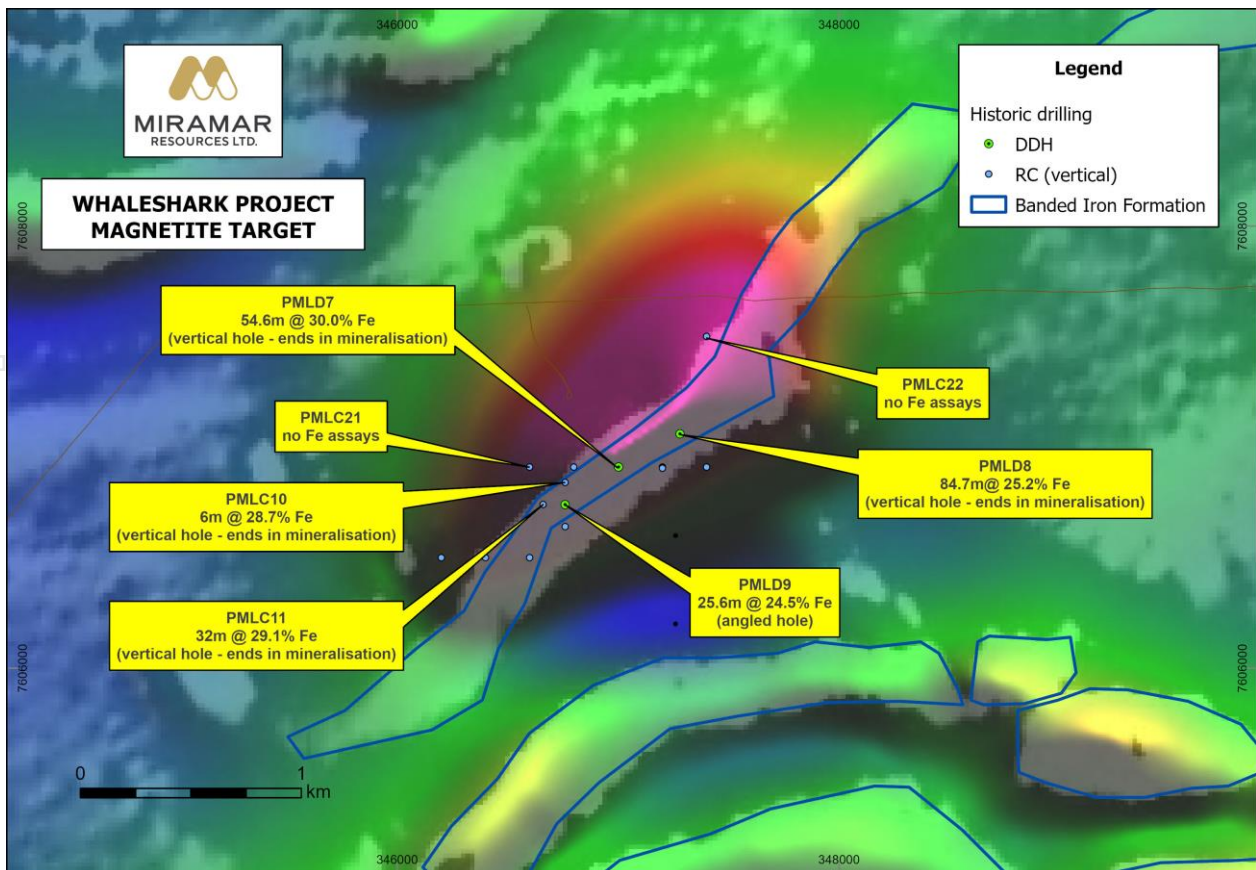 346000
348000
MIRAMAR
RESOURCES LTD.
WHALESHARK PROJECT
MAGNETITE TARGET
Legend
Historic drilling
DDH
RC (vertical)
Banded Iron Formation
7608000
7608000
PMLD7
54.6m @ 30.0% Fe
(vertical hole - ends in mineralisation)
PMLC22
no Fe assays
PMLC21
no Fe assays
PMLD8
84.7m@ 25.2% Fe
(vertical hole - ends in mineralisation)
PMLC10
6m @ 28.7% Fe
(vertical hole - ends in mineralisation)
PMLD9
25.6m @ 24.5% Fe
(angled hole)
PMLC11
32m @ 29.1% Fe
(vertical hole - ends in mineralisation)
7606000
7606000
0
1
km
346000
348000